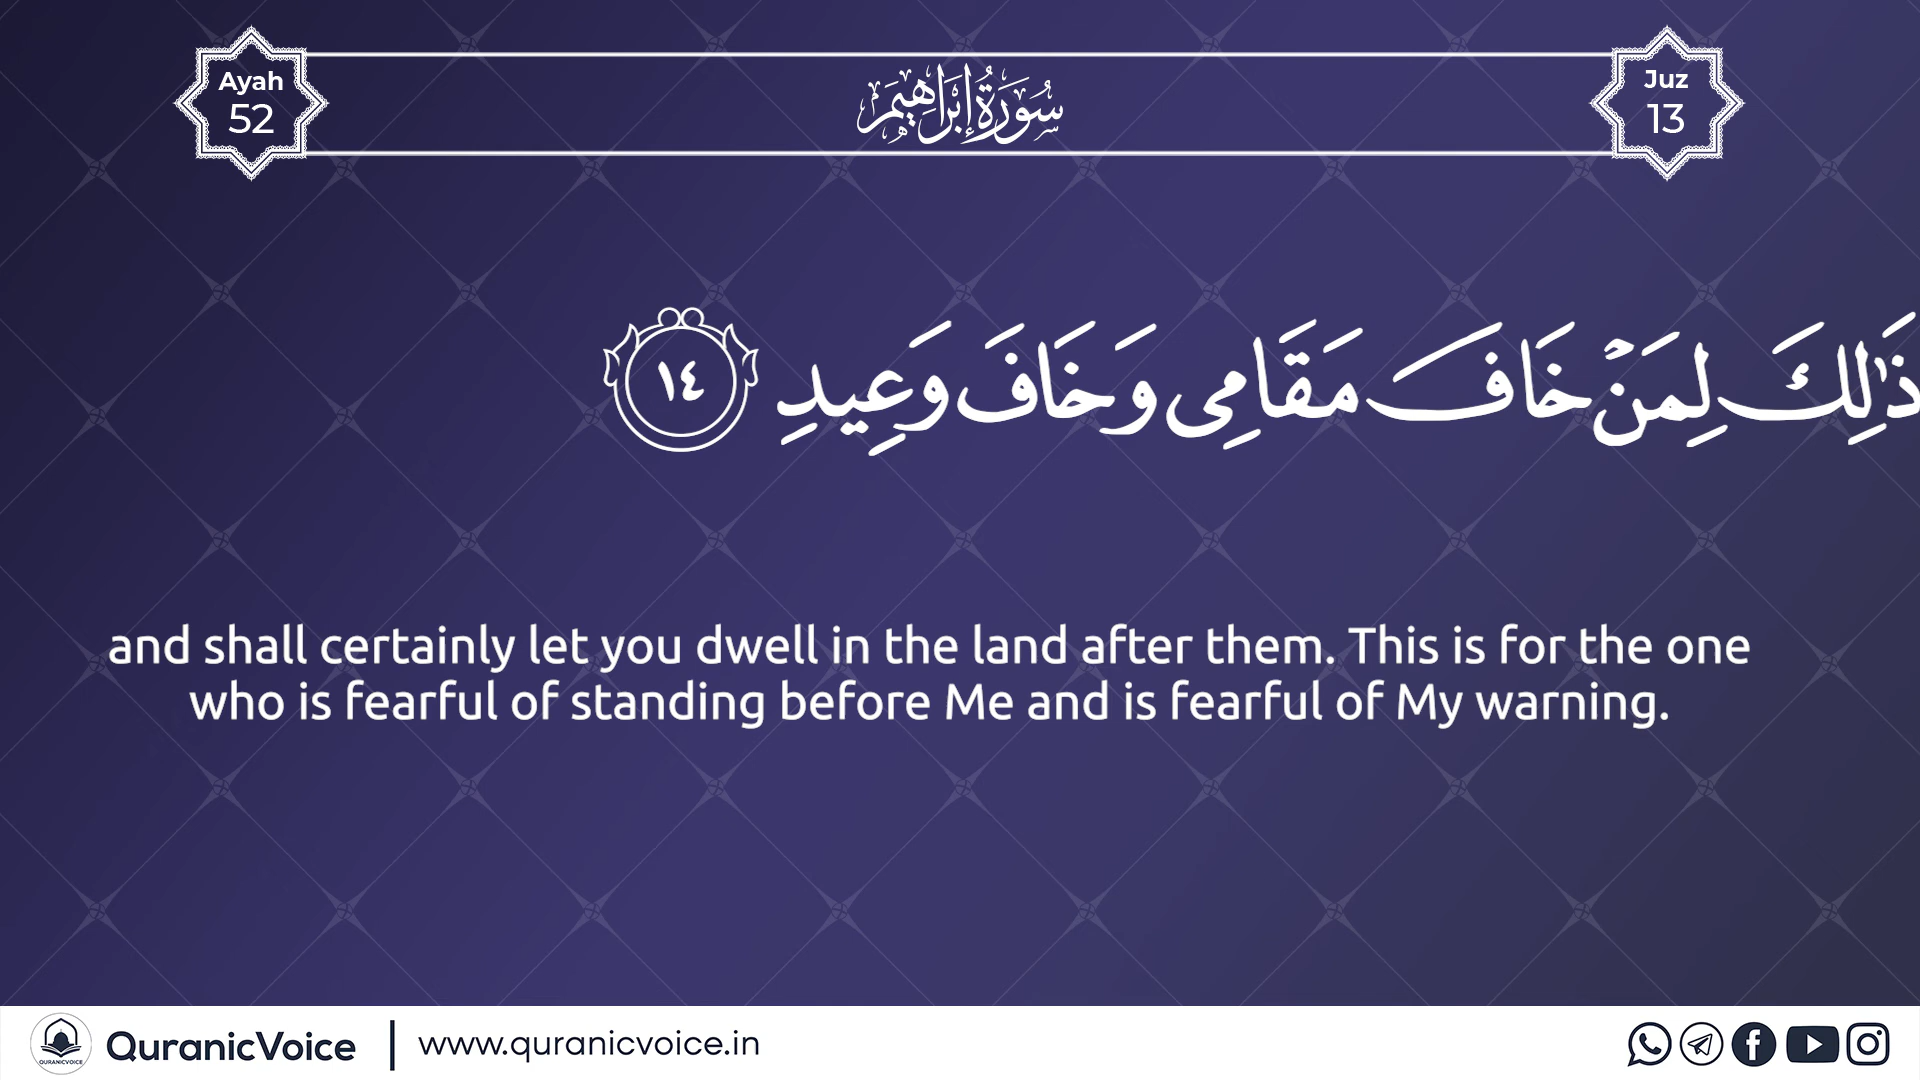 Ayah
52
سُورَةُ إِبْرَاهِيمَ
Juz
13
ذَٰلِكَ لِمَنْ خَافَ مَقَامِى وَخَافَ وَعِيدِ ١٤
and shall certainly let you dwell in the land after them. This is for the one
who is fearful of standing before Me and is fearful of My warning.
QURANICVOICE
QuranicVoice
www.quranicvoice.in